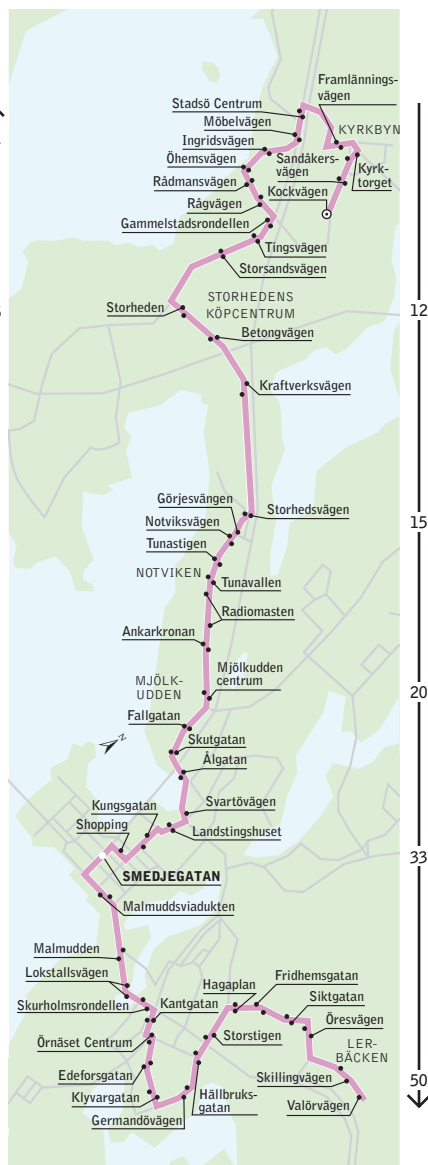 Framlännings-
vägen
Stadsö Centrum
Möbelvägen
KYRKBYN
Ingridsvägen
Öhemsvägen
Sandåkers-
vägen
Kyrk-
torget
Rådmansvägen
Kockvägen
Rågvägen
Gammelstadsrondellen
Tingsvägen
Storsandsvägen
STORHEDENS
KÖPCENTRUM
Storheden
12
Betongvägen
Kraftverksvägen
Görjesvängen
Storhedsvägen
15
Notviksvägen
Tunastigen
NOTVIKEN
Tunavallen
Radiomasten
Ankarkronan
Mjölkudden
centrum
MJÖLK-
UDDEN
20
Fallgatan
Skutgatan
N
Ålgatan
Kungsgatan
Svartövägen
Shopping
Landstingshuset
33
SMEDJEGATAN
Malmuddsviadukten
Malmudden
Lokstallsvägen
Hagaplan
Fridhemsgatan
Siktgatan
Skurholmsrondellen
Kantgatan
Öresvägen
Örnäset Centrum
Storstigen
LER-
BÄCKEN
Edeforsgatan
Skillingvägen
50
Klyvargatan
Hällbruks-
gatan
Valörvägen
Germandövägen